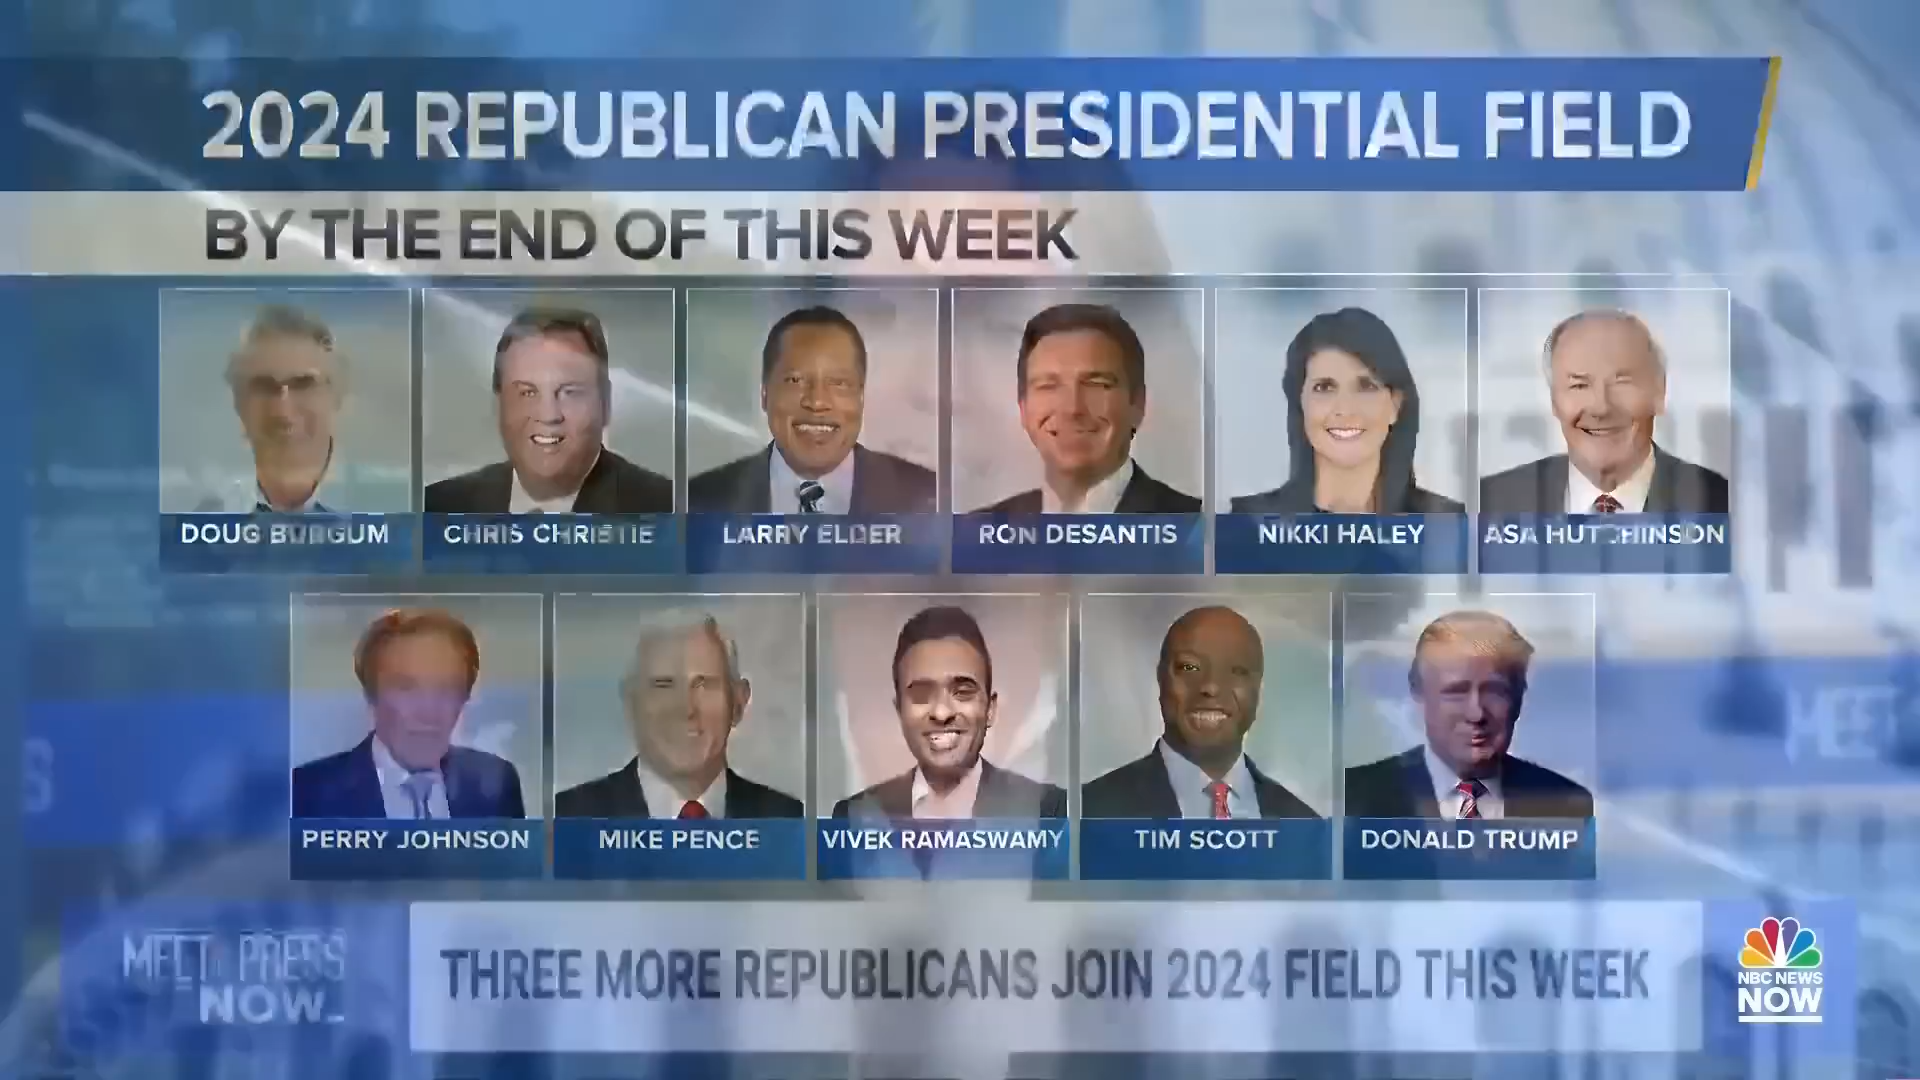 2024 REPUBLICAN PRESIDENTIAL FIELD
BY THE END OF THIS WEEK
DOUG BURGUM
CHRIS CHRISTIE
LARRY ELDER
RON DESANTIS
NIKKI HALEY
ASA HUTCHINSON
PERRY JOHNSON
MIKE PENCE
VIVEK RAMASWAMY
TIM SCOTT
DONALD TRUMP
MEET
MEET THE PRESS
NOW
THREE MORE REPUBLICANS JOIN 2024 FIELD THIS WEEK
NBC NEWS
NOW